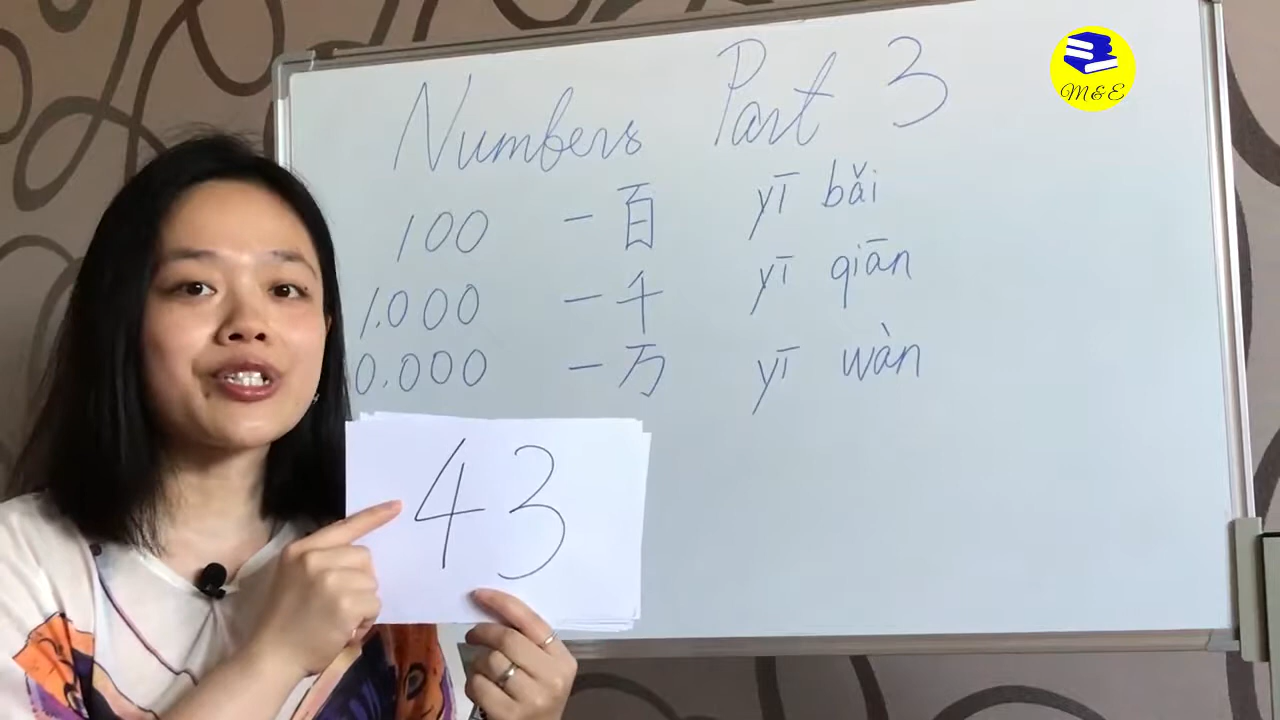 Numbers Part 3
100 一百 yī bǎi
1.000 一千 yī qiān
0.000 一万 yī wàn
43
M&E